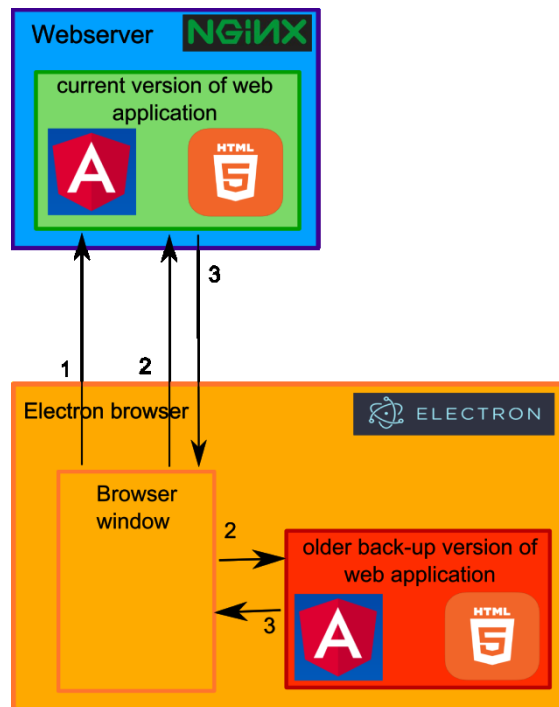 Webserver
NGiNX
current version of web
application
HTML
5
3
1
2
Electron browser
ELECTRON
Browser
window
2
older back-up version of
web application
3
HTML
5